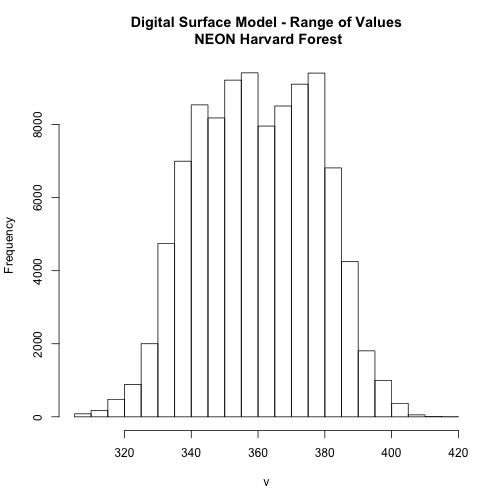 Digital Surface Model - Range of Values
NEON Harvard Forest
Frequency
8000
6000
4000
2000
0
320 340 360 380 400 420
v